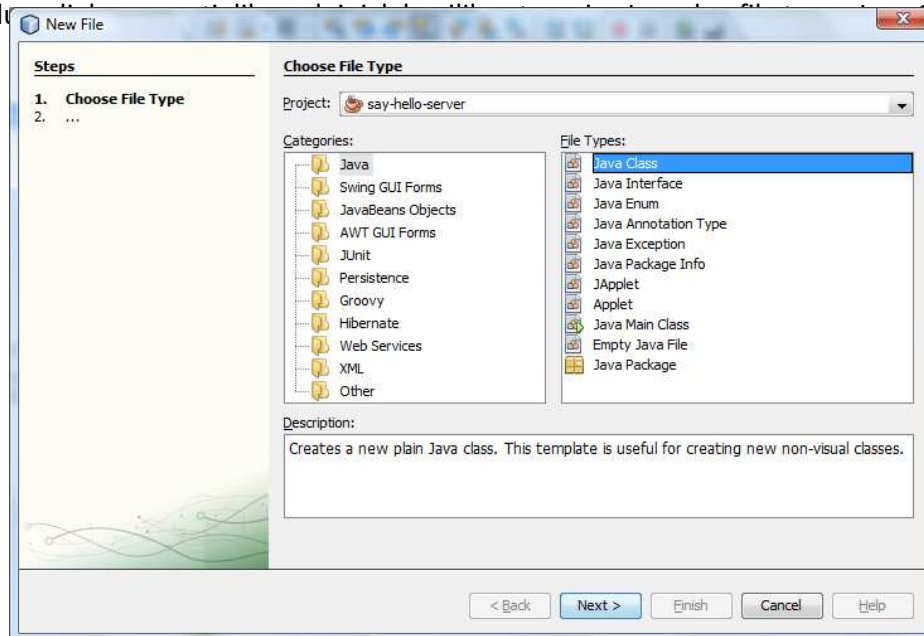 New File
Steps
1. Choose File Type
2. ...
Choose File Type
Project: say-hello-server
Categories:
Java
Swing GUI Forms
JavaBeans Objects
AWT GUI Forms
JUnit
Persistence
Groovy
Hibernate
Web Services
XML
Other
File Types:
Java Class
Java Interface
Java Enum
Java Annotation Type
Java Exception
Java Package Info
JApplet
Applet
Java Main Class
Empty Java File
Java Package
Description:
Creates a new plain Java class. This template is useful for creating new non-visual classes.
< Back
Next >
Finish
Cancel
Help